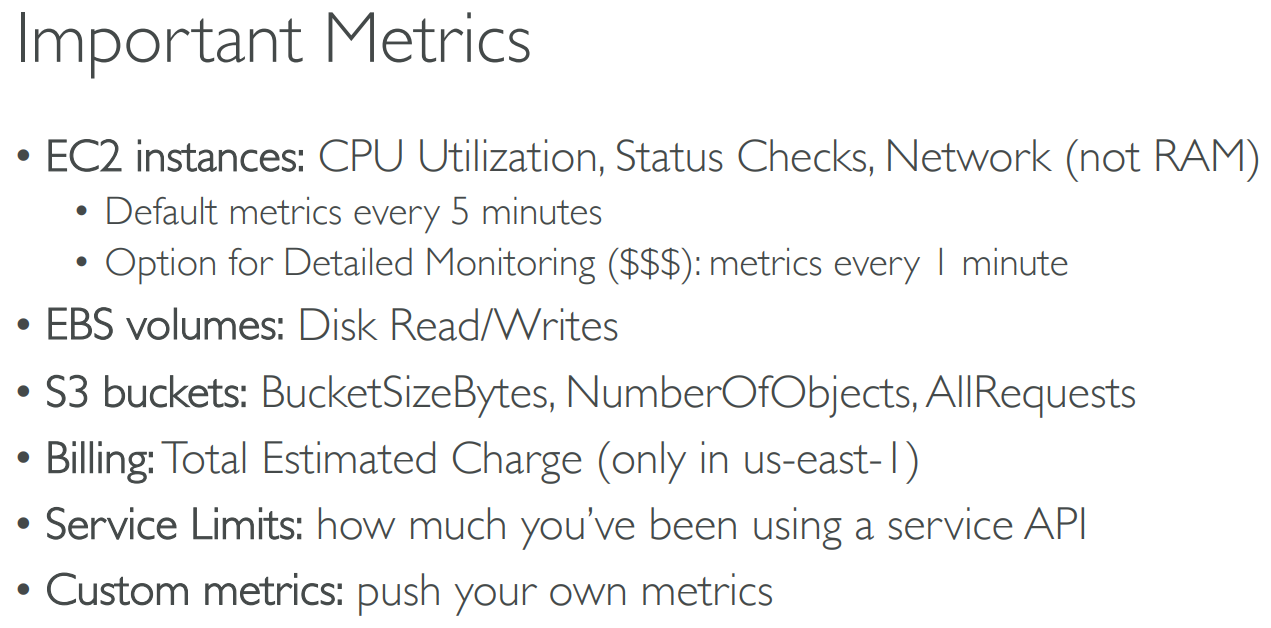 Important Metrics
• EC2 instances: CPU Utilization, Status Checks, Network (not RAM)
• Default metrics every 5 minutes
• Option for Detailed Monitoring ($$$): metrics every 1 minute
• EBS volumes: Disk Read/Writes
• S3 buckets: BucketSizeBytes, NumberOfObjects, AllRequests
• Billing: Total Estimated Charge (only in us-east-1)
• Service Limits: how much you’ve been using a service API
• Custom metrics: push your own metrics